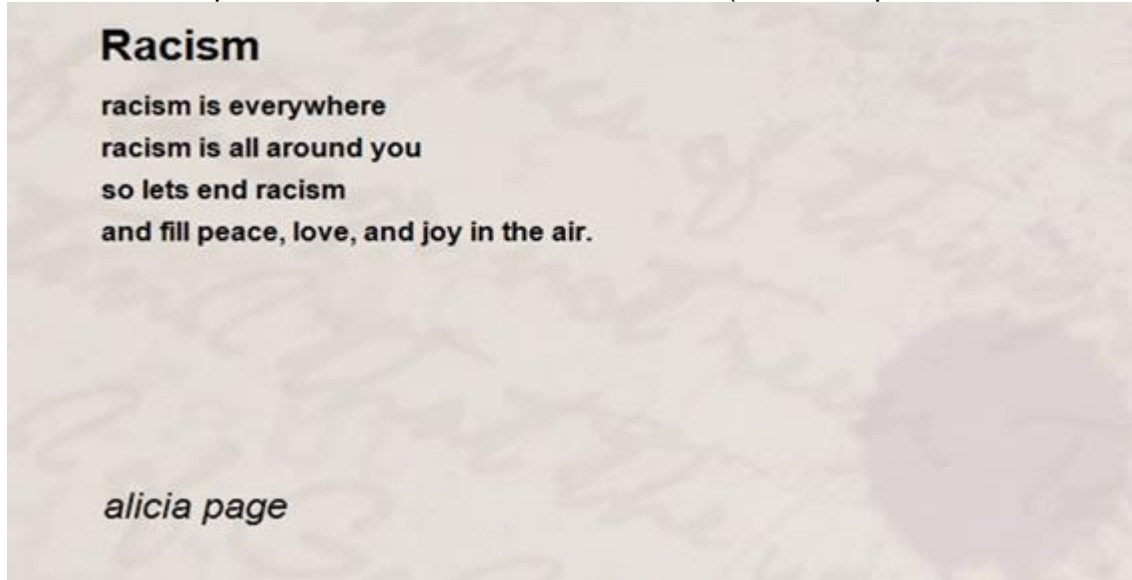 Racism
racism is everywhere
racism is all around you
so lets end racism
and fill peace, love, and joy in the air.
alicia page